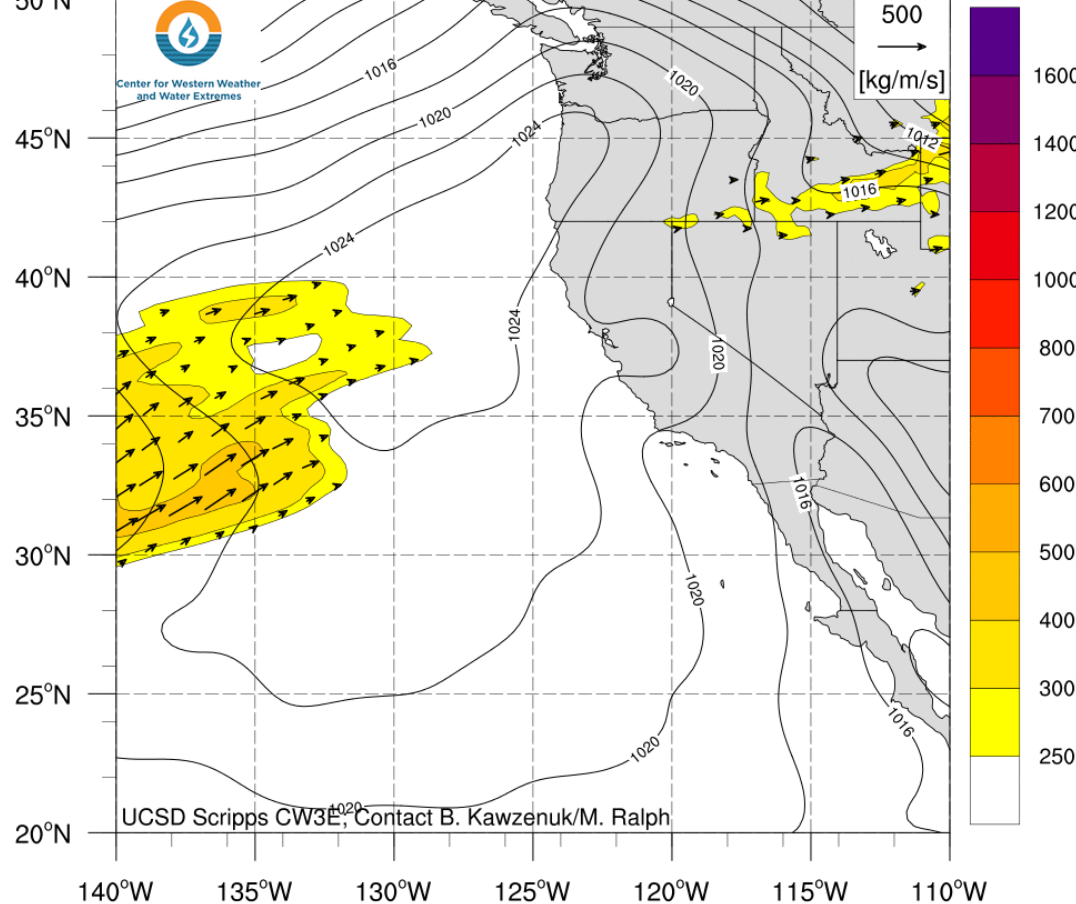 50°N
Center for Western Weather
and Water Extremes
500
[kg/m/s]
1016
1020
1020
1024
1012
1016
1024
1024
1020
1016
1020
1016
1020
1020
45°N
40°N
35°N
30°N
25°N
20°N
UCSD Scripps CW3E, Contact B. Kawzenuk/M. Ralph
140°W
135°W
130°W
125°W
120°W
115°W
110°W
1600
1400
1200
1000
800
700
600
500
400
300
250